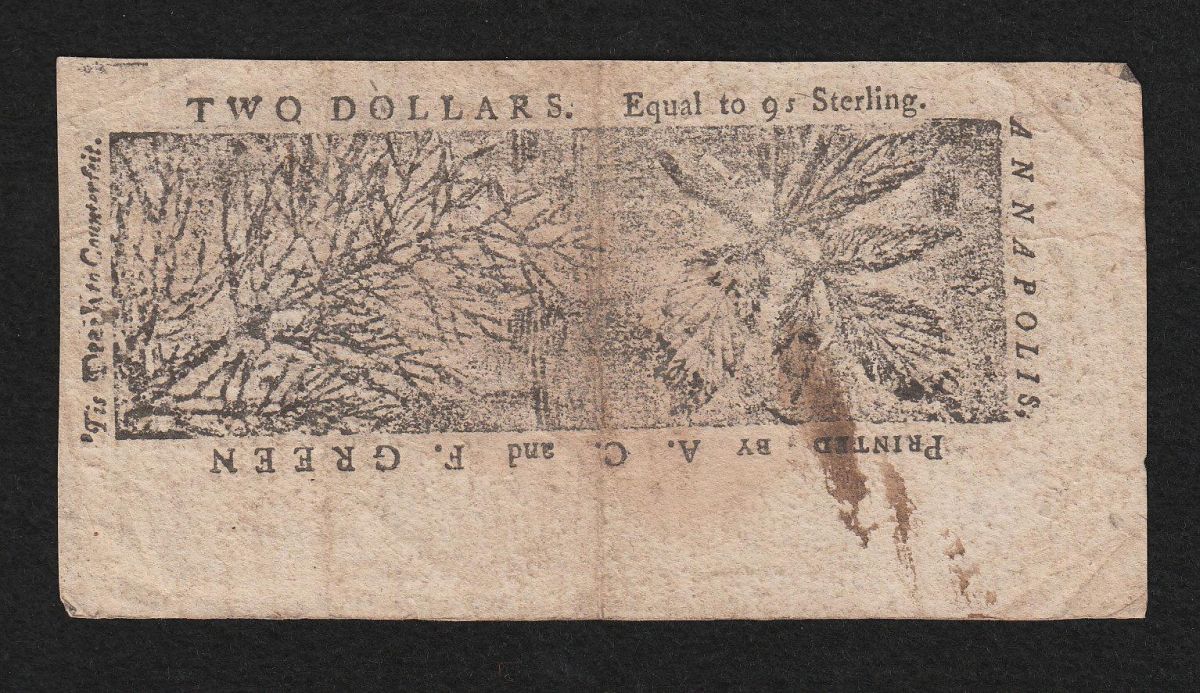 TWO DOLLARS. Equal to 9s Sterling.
ANNAPOLIS,
PRINTED BY A. C. and F. GREEN
'Tis Death to Counterfeit.